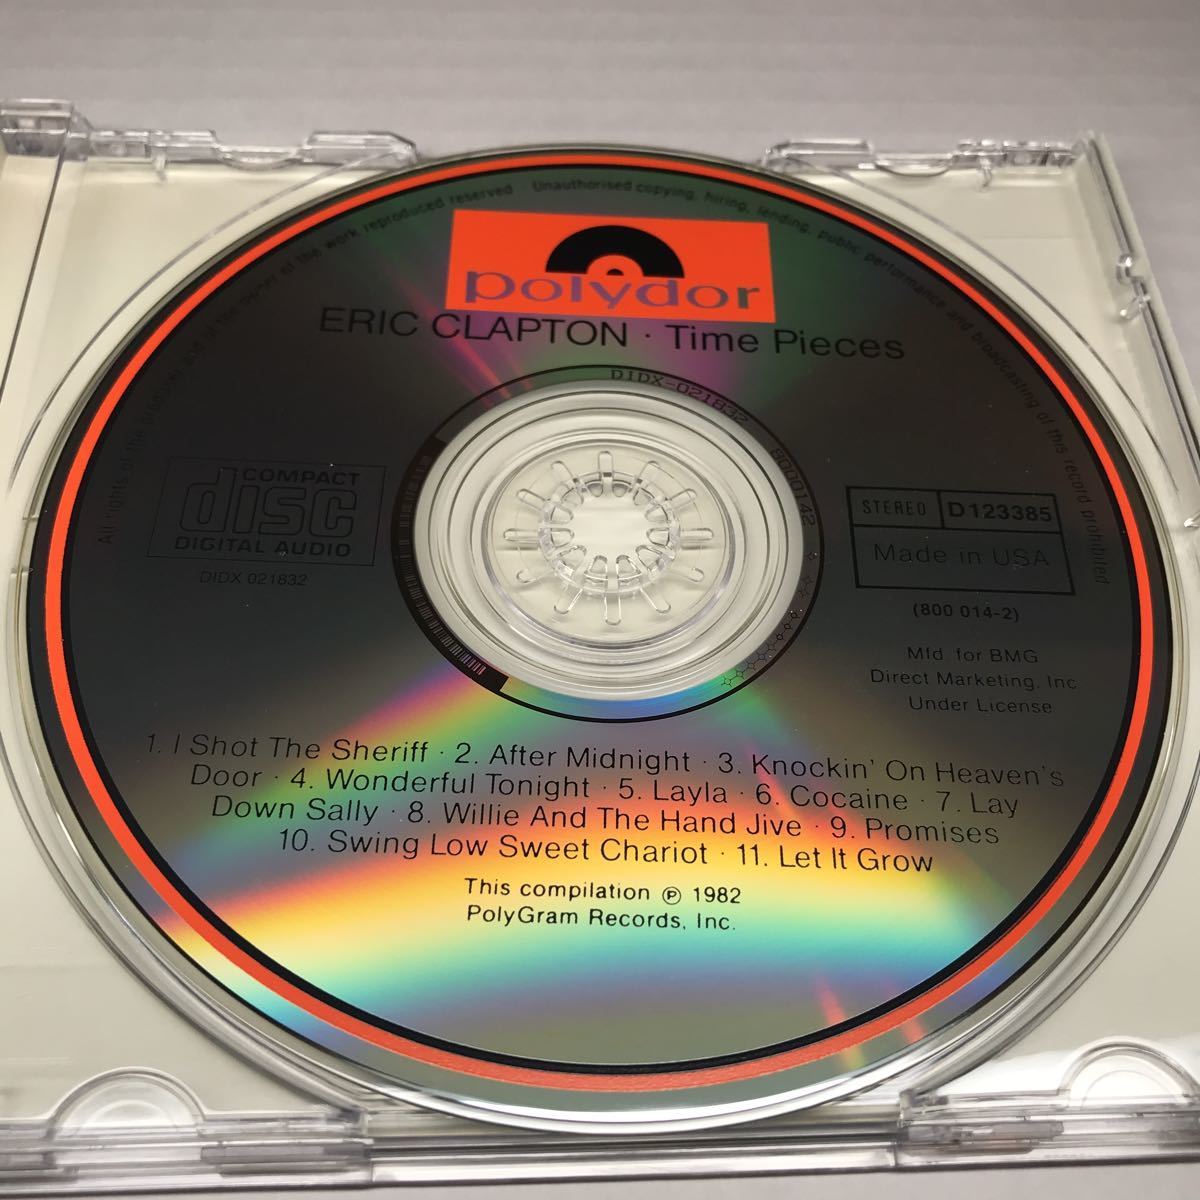 All rights of the producer and of the owner of the work reproduced reserved · Unauthorised copying, hiring, lending, public performance and broadcasting of this record prohibited
polydor
ERIC CLAPTON · Time Pieces
DIDX-021832
8000142
COMPACT
disc
DIGITAL AUDIO
DIDX 021832
STEREO D123385
Made in USA
(800 014-2)
Mfd. for BMG
Direct Marketing, Inc
Under License
1. I Shot The Sheriff · 2. After Midnight · 3. Knockin' On Heaven's
Door · 4. Wonderful Tonight · 5. Layla · 6. Cocaine · 7. Lay
Down Sally · 8. Willie And The Hand Jive · 9. Promises
10. Swing Low Sweet Chariot · 11. Let It Grow
This compilation ℗ 1982
PolyGram Records, Inc.